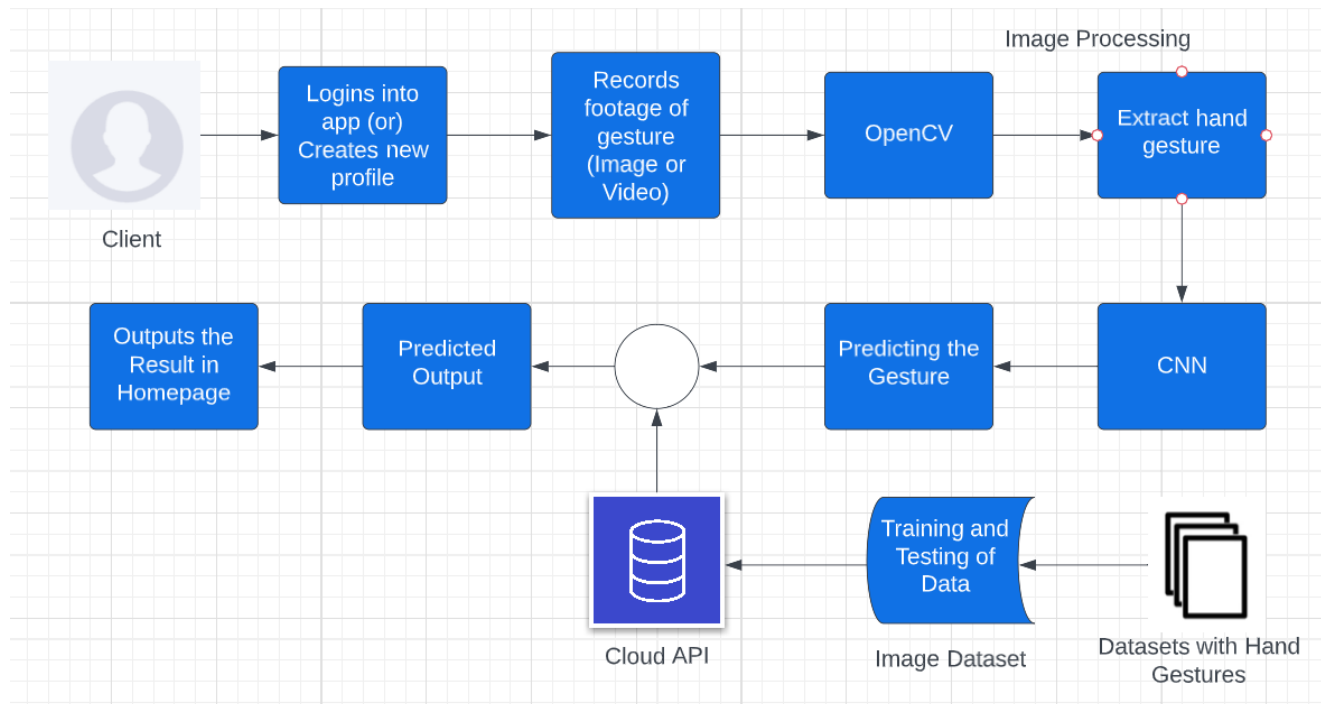 Image Processing
Logins into
app (or)
Creates new
profile
Records
footage of
gesture
(Image or
Video)
OpenCV
Extract hand
gesture
Client
Outputs the
Result in
Homepage
Predicted
Output
Predicting the
Gesture
CNN
Training and
Testing of
Data
Cloud API
Image Dataset
Datasets with Hand
Gestures